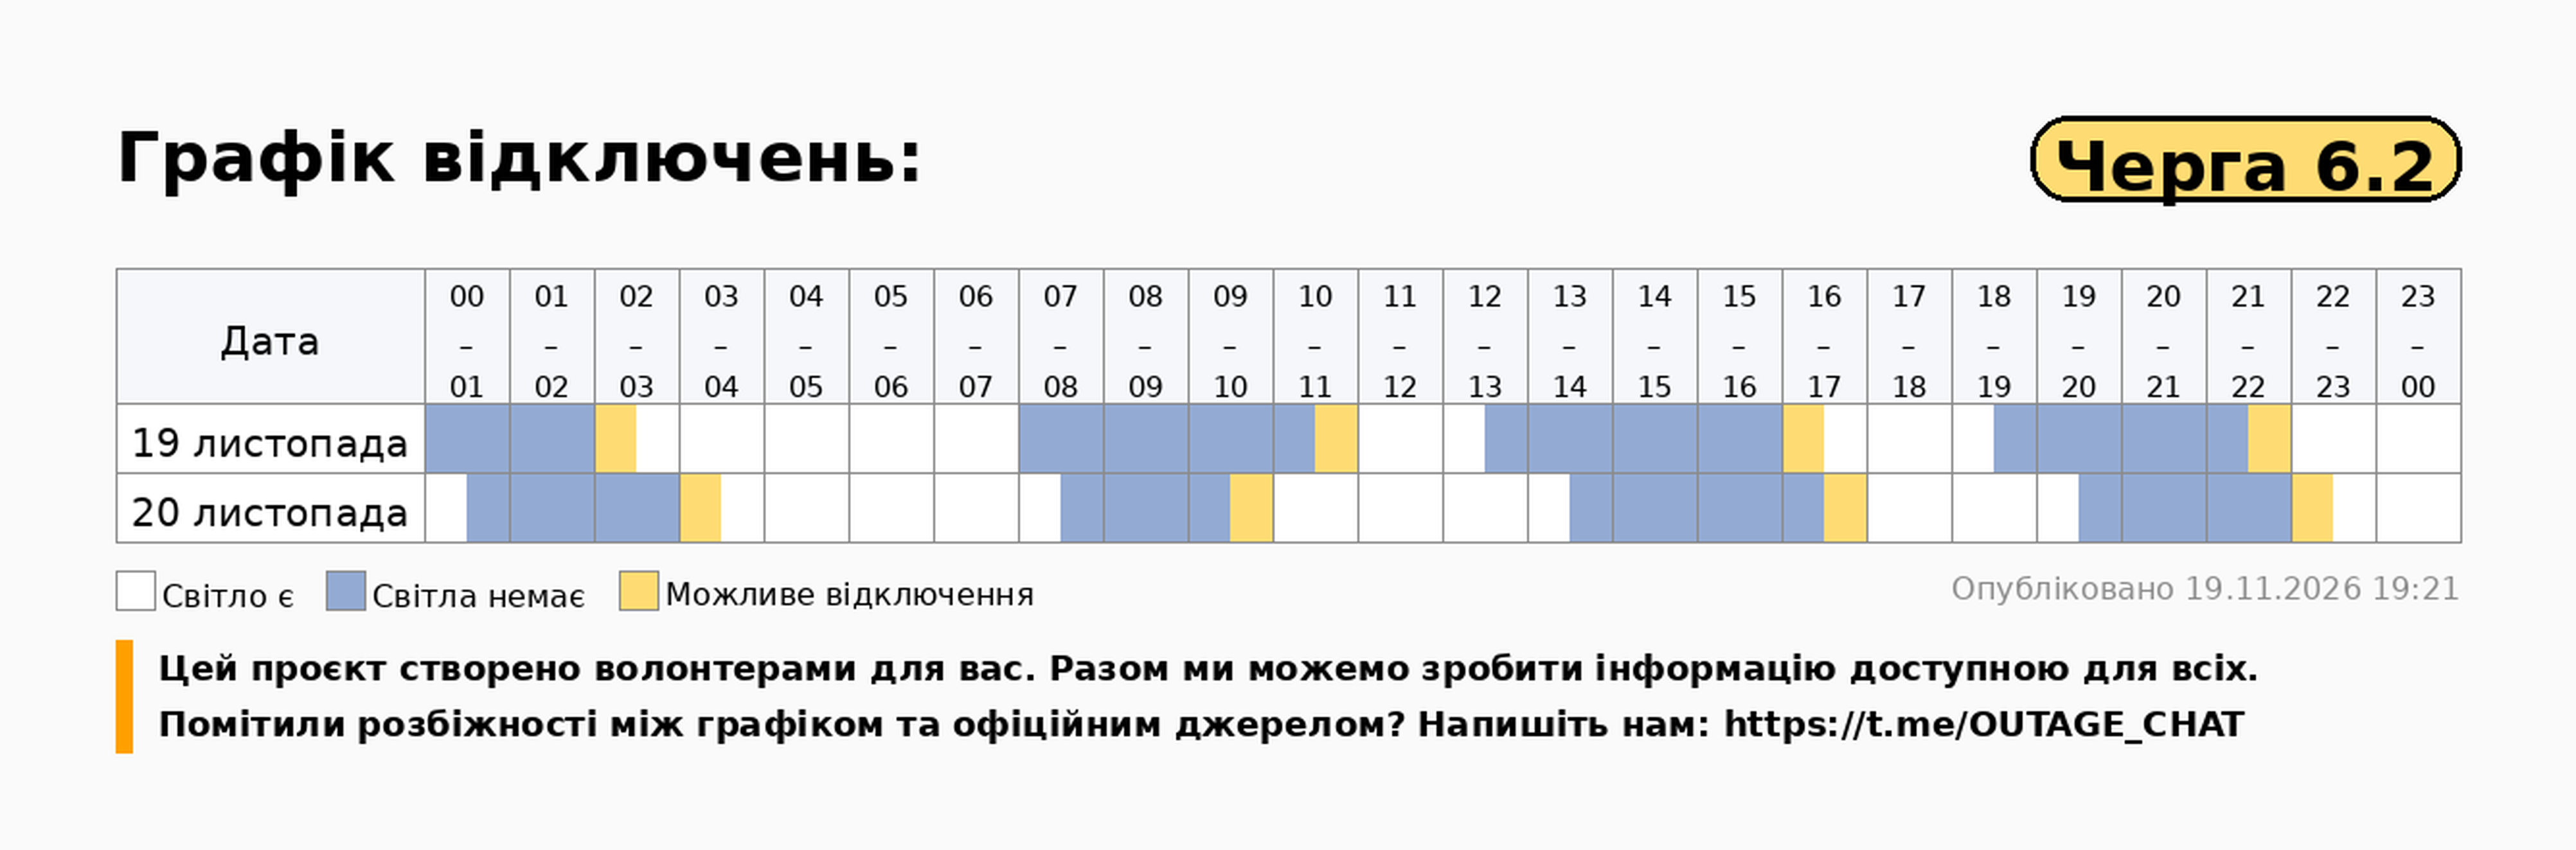 Графік відключень:
Черга 6.2
Дата 00 – 01 01 – 02 02 – 03 03 – 04 04 – 05 05 – 06 06 – 07 07 – 08 08 – 09 09 – 10 10 – 11 11 – 12 12 – 13 13 – 14 14 – 15 15 – 16 16 – 17 17 – 18 18 – 19 19 – 20 20 – 21 21 – 22 22 – 23 23 – 00
19 листопада
20 листопада
Світло є Світла немає Можливе відключення
Опубліковано 19.11.2026 19:21
Цей проєкт створено волонтерами для вас. Разом ми можемо зробити інформацію доступною для всіх.
Помітили розбіжності між графіком та офіційним джерелом? Напишіть нам: https://t.me/OUTAGE_CHAT